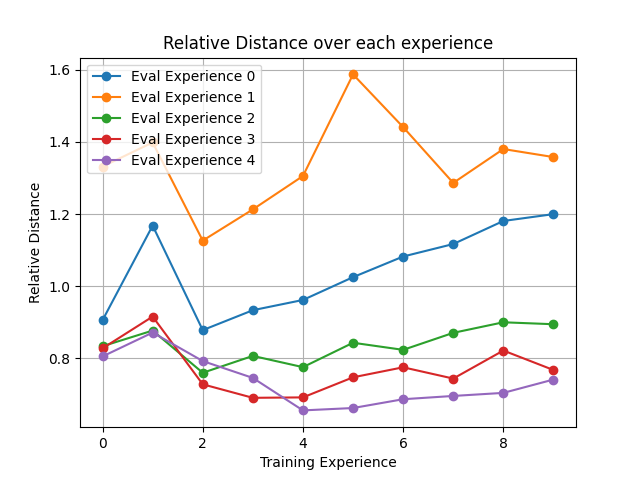 Relative Distance over each experience
Eval Experience 0
Eval Experience 1
Eval Experience 2
Eval Experience 3
Eval Experience 4
Relative Distance
1.6
1.4
1.2
1.0
0.8
0 2 4 6 8
Training Experience